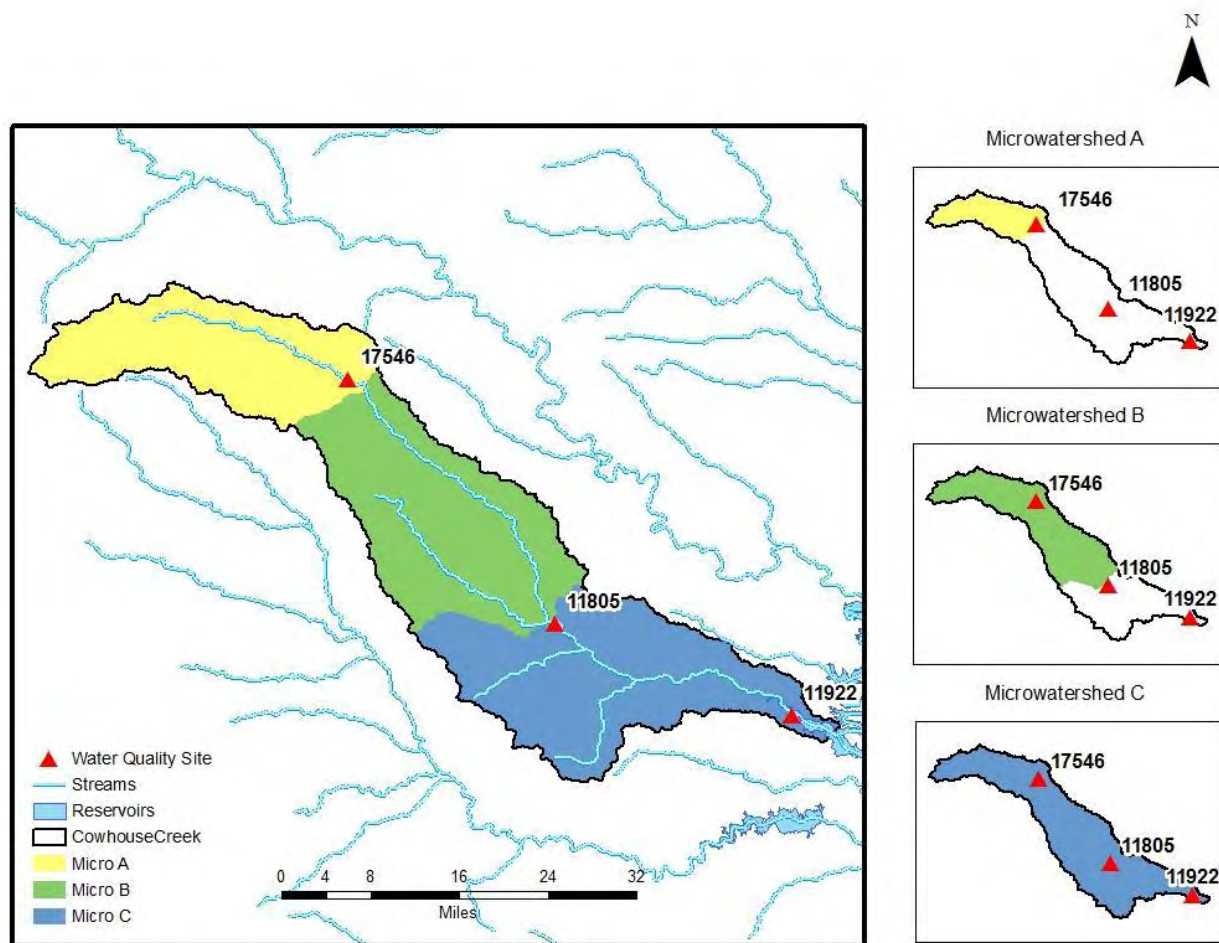 N
Microwatershed A
17546
11805
11922
17546
11805
11922
Microwatershed B
17546
11805
11922
Microwatershed C
17546
11805
11922
Water Quality Site
Streams
Reservoirs
CowhouseCreek
Micro A
Micro B
Micro C
0 8 16 24 32
Miles